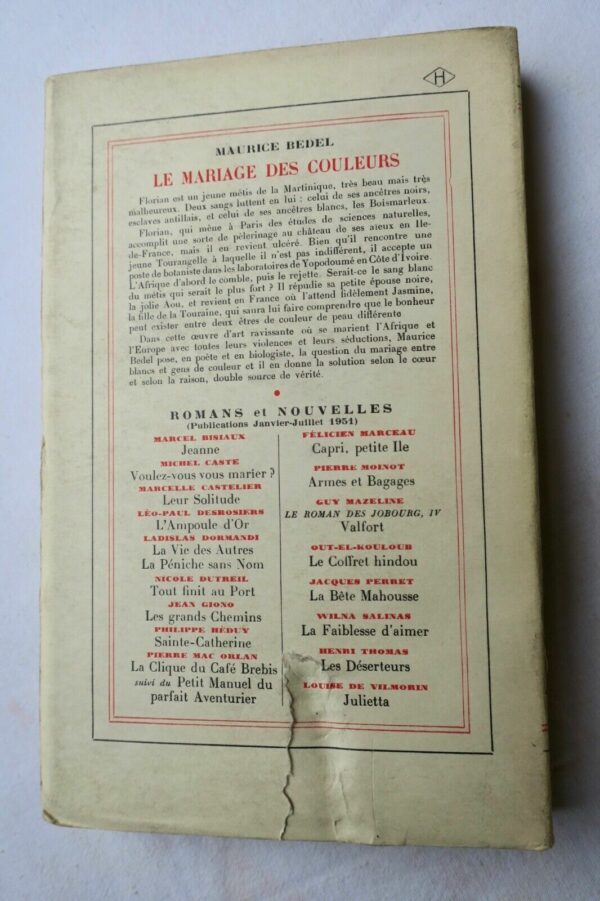 H
MAURICE BEDEL
LE MARIAGE DES COULEURS
Florian est un jeune métis de la Martinique, très beau mais très
malheureux. Deux sangs luttent en lui : celui de ses ancêtres noirs,
esclaves antillais, et celui de ses ancêtres blancs, les Boismarleux.
Florian, qui mène à Paris des études de sciences naturelles,
accomplit une sorte de pèlerinage au château de ses aïeux en Ile-
de-France, mais il en revient ulcéré. Bien qu'il rencontre une
jeune Tourangelle à laquelle il n'est pas indifférent, il accepte un
poste de botaniste dans les laboratoires de Yopodoumé en Côte d'Ivoire.
L'Afrique d'abord le comble, puis le rejette. Serait-ce le sang blanc
du métis qui serait le plus fort ? Il répudie sa petite épouse noire,
la jolie Aou, et revient en France où l'attend fidèlement Jasmine,
la fille de la Touraine, qui saura lui faire comprendre que le bonheur
peut exister entre deux êtres de couleur de peau différente
Dans cette œuvre d'art ravissante où se marient l'Afrique et
l'Europe avec toutes leurs violences et leurs séductions, Maurice
Bedel pose, en poète et en biologiste, la question du mariage entre
blancs et gens de couleur et il en donne la solution selon le cœur
et selon la raison, double source de vérité.
ROMANS et NOUVELLES
(Publications Janvier-Juillet 1951)
MARCEL BISIAUX
Jeanne
MICHEL CASTE
Voulez-vous vous marier ?
MARCELLE CASTELIER
Leur Solitude
LÉO-PAUL DESROSIERS
L'Ampoule d'Or
LADISLAS DORMANDI
La Vie des Autres
La Péniche sans Nom
NICOLE DUTREIL
Tout finit au Port
JEAN GIONO
Les grands Chemins
PHILIPPE HÉDUY
Sainte-Catherine
PIERRE MAC ORLAN
La Clique du Café Brebis
suivi du Petit Manuel du
parfait Aventurier
FÉLICIEN MARCEAU
Capri, petite Ile
PIERRE MOINOT
Armes et Bagages
GUY MAZELINE
LE ROMAN DES JOBOURG, IV
Valfort
OUT-EL-KOULOUB
Le Coffret hindou
JACQUES PERRET
La Bête Mahousse
WILNA SALINAS
La Faiblesse d'aimer
HENRI THOMAS
Les Déserteurs
LOUISE DE VILMORIN
Julietta